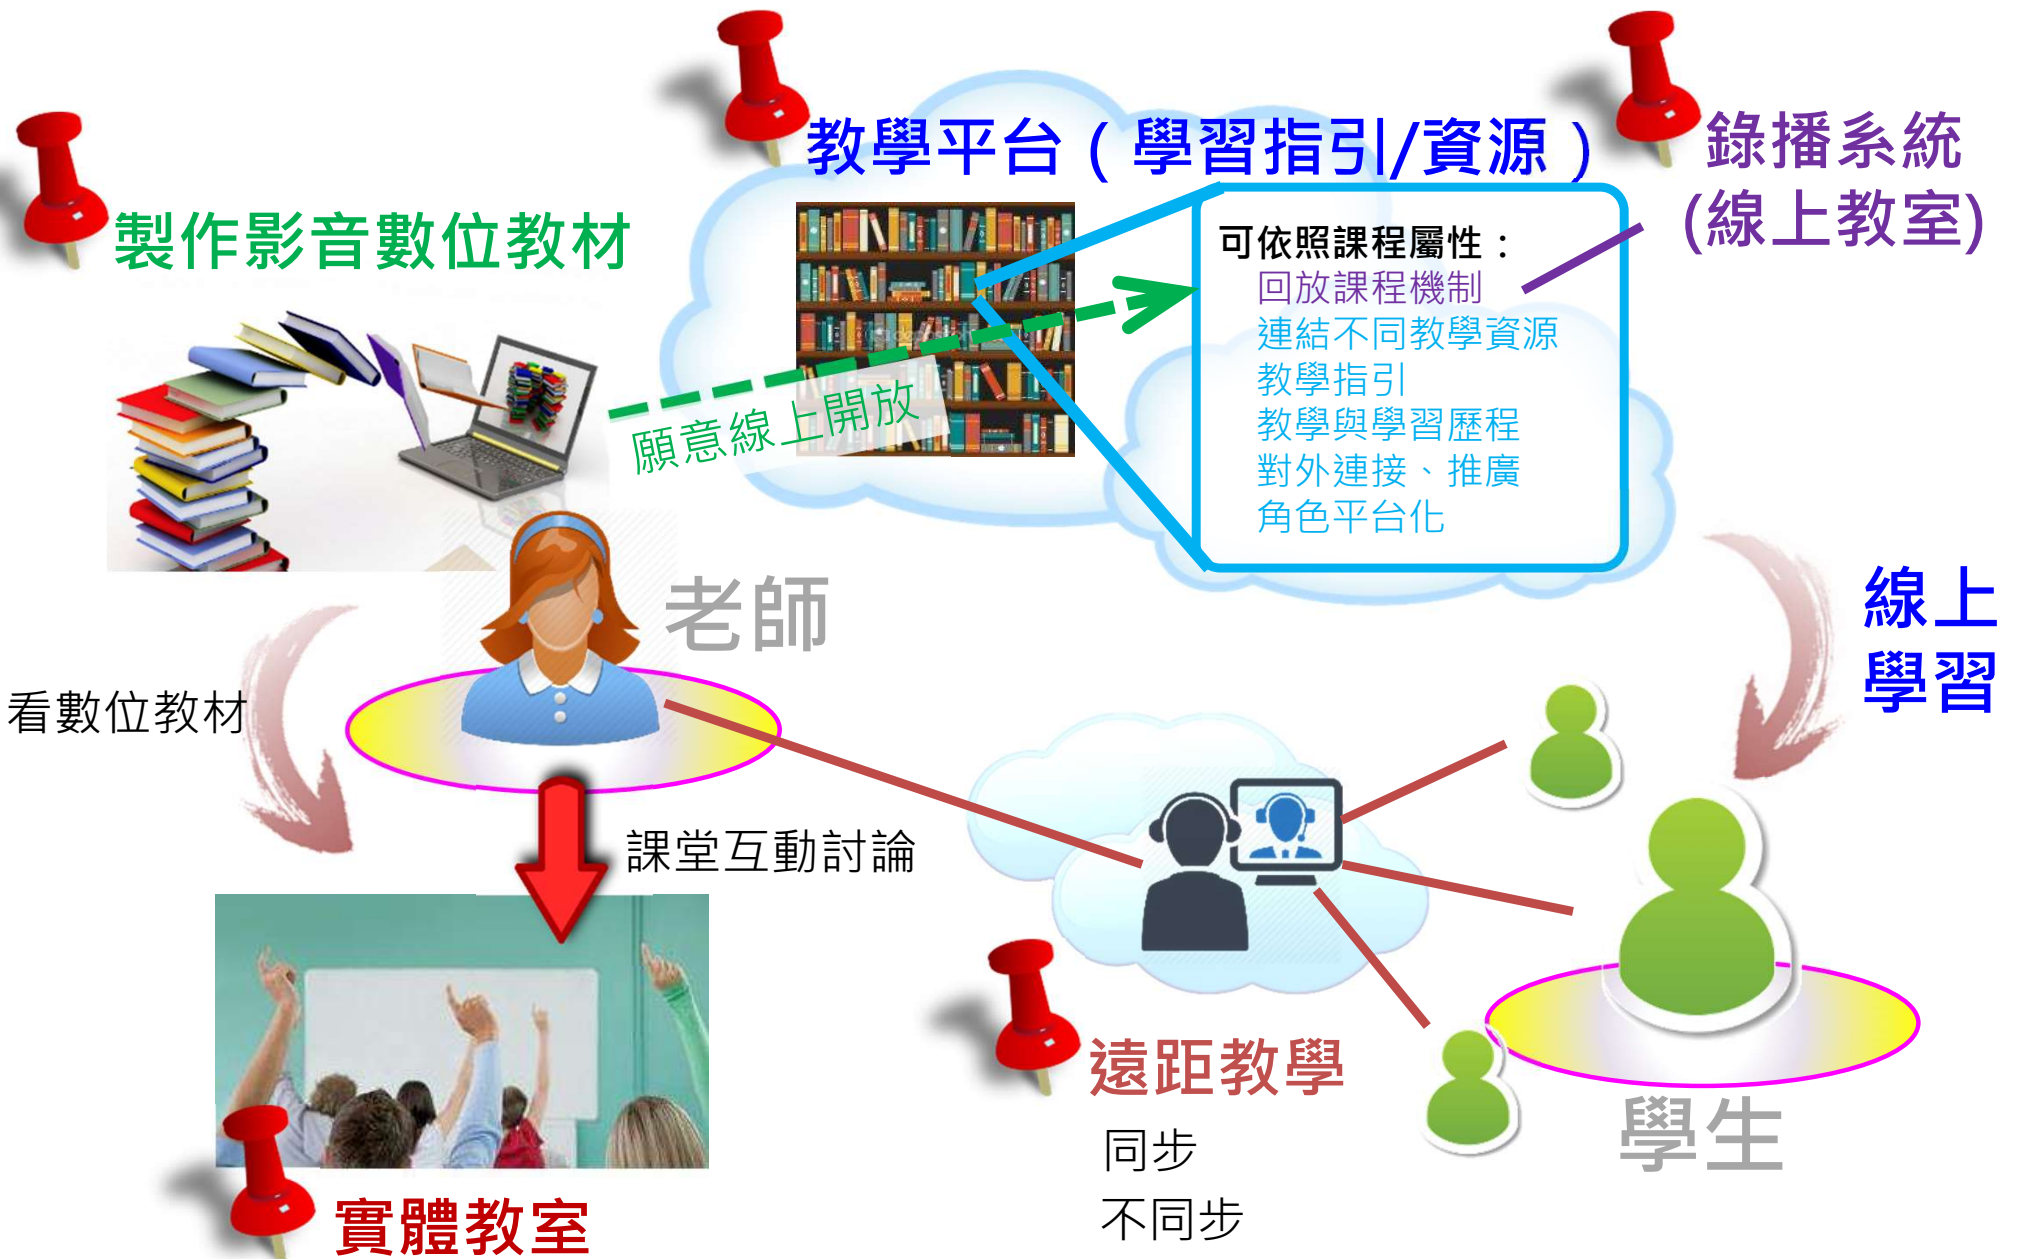 教學平台（學習指引/資源）
錄播系統
(線上教室)
製作影音數位教材
可依照課程屬性：
回放課程機制
連結不同教學資源
教學指引
教學與學習歷程
對外連接、推廣
角色平台化
願意線上開放
老師
線上
學習
看數位教材
課堂互動討論
遠距教學
同步
不同步
學生
實體教室